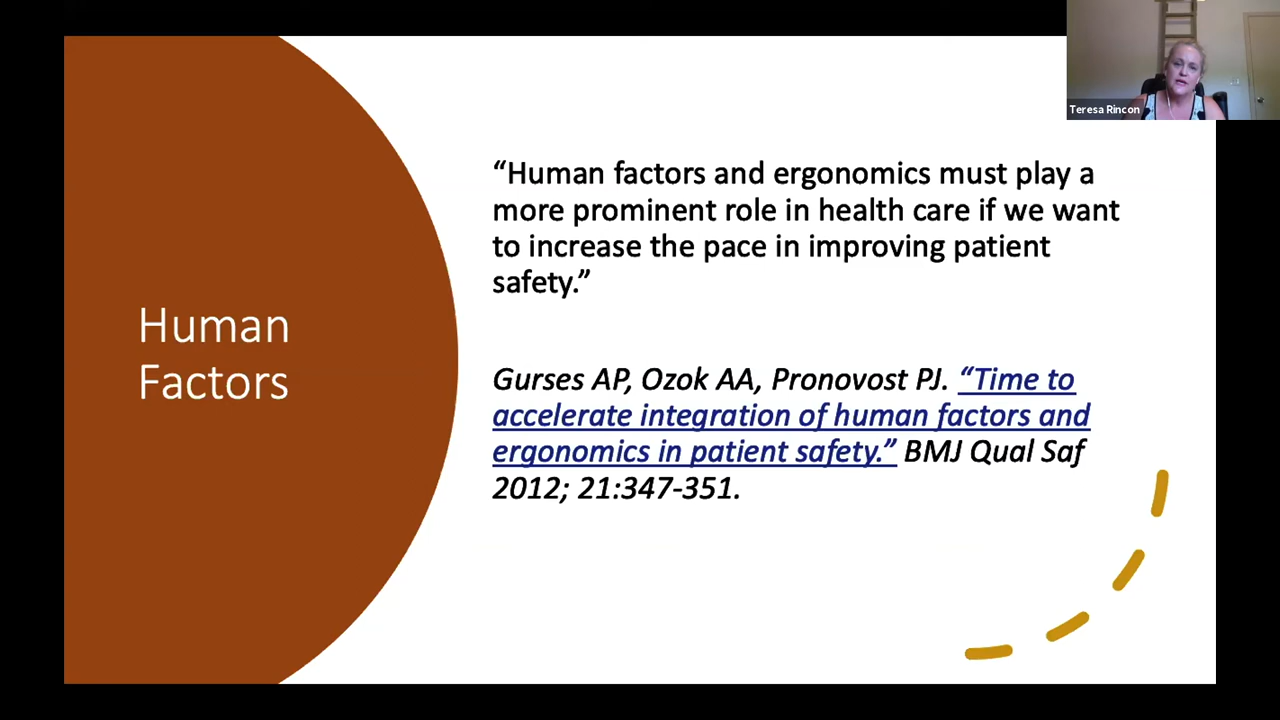 Teresa Rincon
“Human factors and ergonomics must play a
more prominent role in health care if we want
to increase the pace in improving patient
safety.”
Human
Factors
Gurses AP, Ozok AA, Pronovost PJ. “Time to
accelerate integration of human factors and
ergonomics in patient safety.” BMJ Qual Saf
2012; 21:347-351.